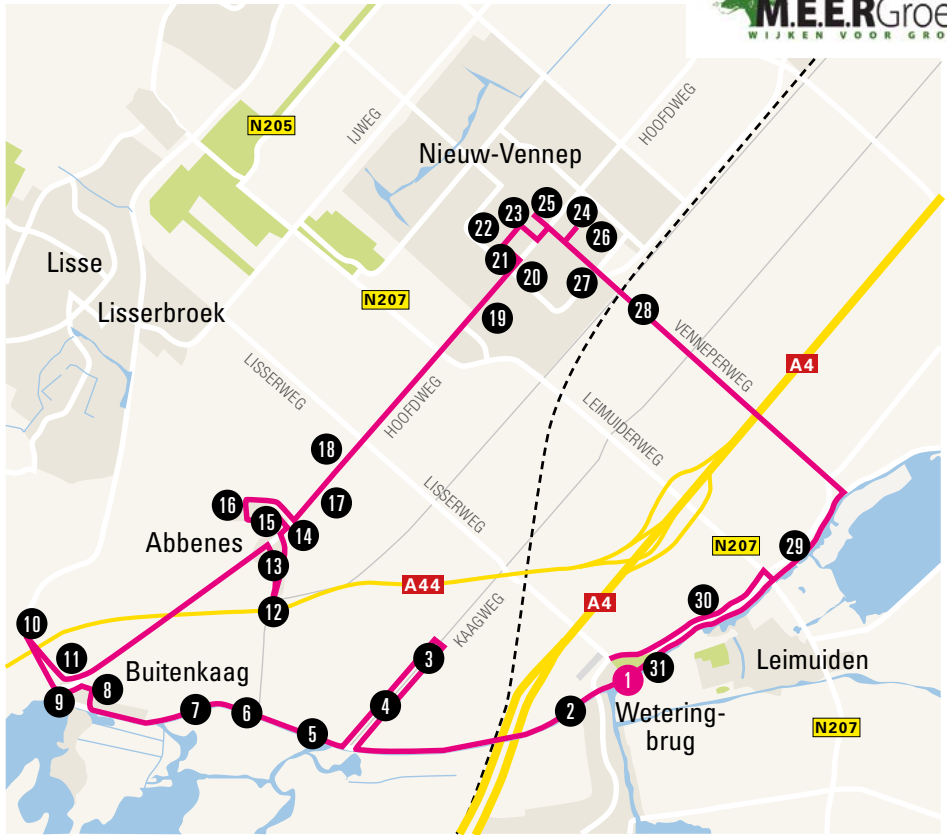 M.E.E.RGroe
WIJKEN VOOR GRO
N205
IJWEG
HOOFDWEG
Nieuw-Vennep
25
23
24
22
26
21
20
27
Lisse
N207
28
19
Lisserbroek
VENNEPERWEG
LISSERWEG
A4
HOOFDWEG
LEIMUIDERWEG
18
LISSERWEG
16
17
15
14
Abbenes
N207
29
13
A44
12
A4
30
10
KAAGWEG
11
3
Buitenkaag
31
Leimuiden
1
8
9
7
6
4
2
Wetering-
brug
5
N207